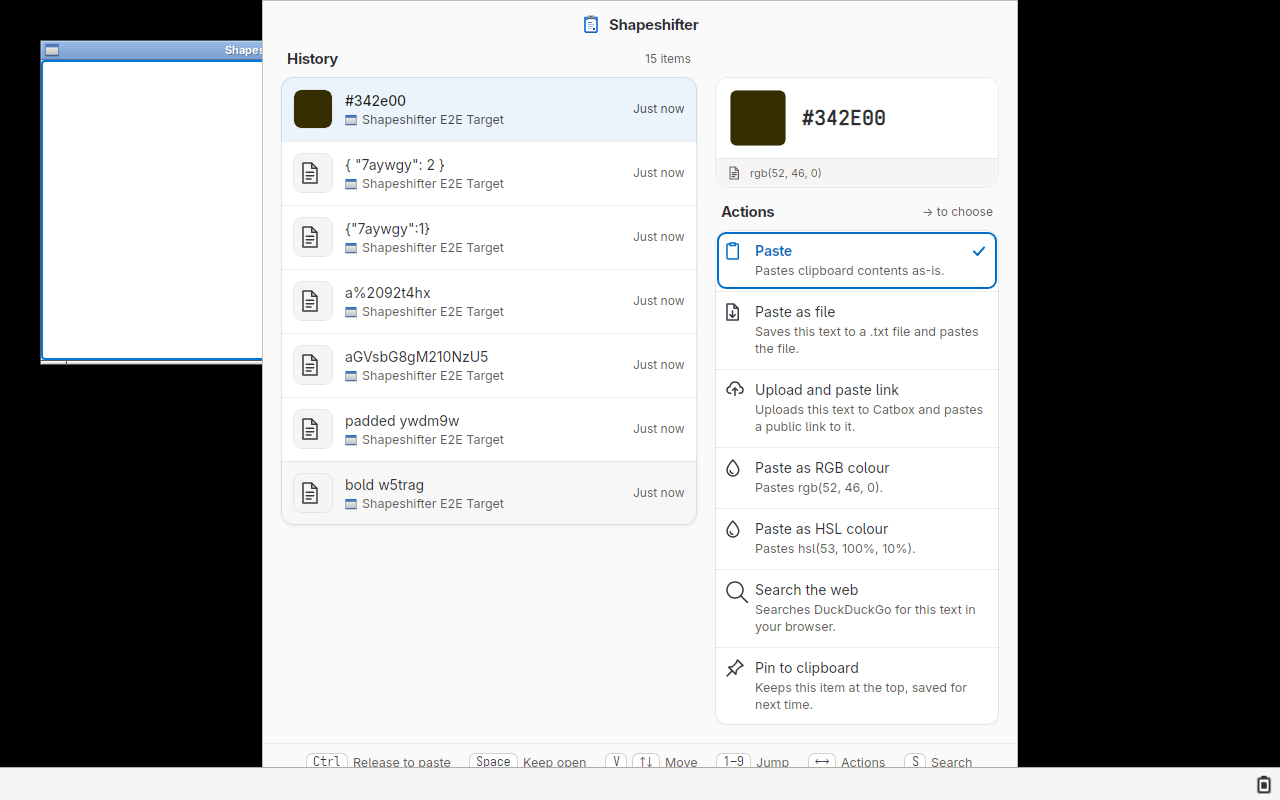 Shapeshifter
History
15 items
#342e00
Shapeshifter E2E Target
Just now
{ "7aywgy": 2 }
Shapeshifter E2E Target
Just now
{"7aywgy":1}
Shapeshifter E2E Target
Just now
a%2092t4hx
Shapeshifter E2E Target
Just now
aGVsbG8gM210NzU5
Shapeshifter E2E Target
Just now
padded ywdm9w
Shapeshifter E2E Target
Just now
bold w5trag
Shapeshifter E2E Target
Just now
#342E00
rgb(52, 46, 0)
Actions
→ to choose
Paste
Pastes clipboard contents as-is.
Paste as file
Saves this text to a .txt file and pastes
the file.
Upload and paste link
Uploads this text to Catbox and pastes
a public link to it.
Paste as RGB colour
Pastes rgb(52, 46, 0).
Paste as HSL colour
Pastes hsl(53, 100%, 10%).
Search the web
Searches DuckDuckGo for this text in
your browser.
Pin to clipboard
Keeps this item at the top, saved for
next time.
Ctrl Release to paste Space Keep open V ↑↓ Move 1–9 Jump ↔ Actions S Search